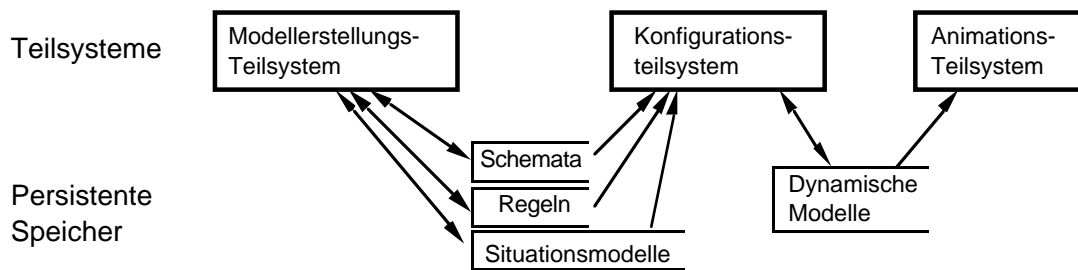 Teilsysteme
Modellerstellungs-
Teilsystem
Konfigurations-
teilsystem
Animations-
Teilsystem
Persistente
Speicher
Schemata
Regeln
Situationsmodelle
Dynamische
Modelle